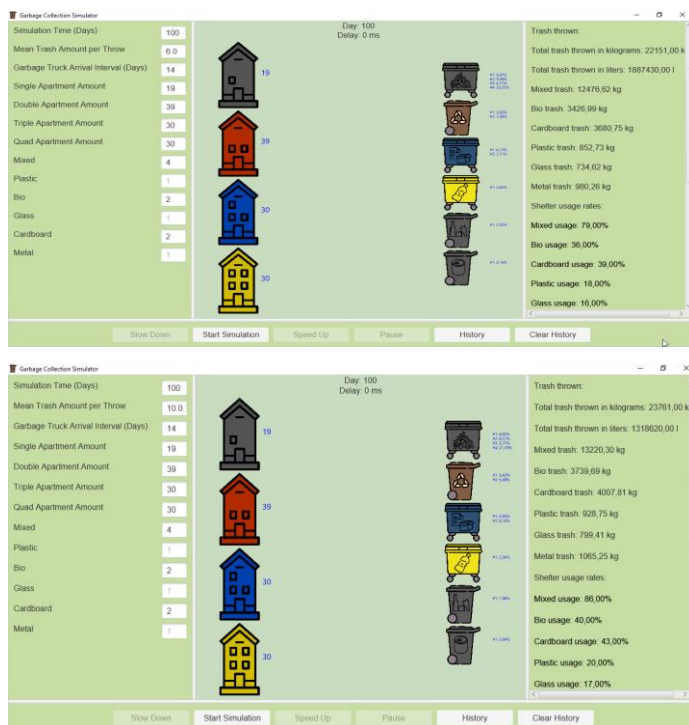 Garbage Collection Simulator
Simulation Time (Days) 100
Mean Trash Amount per Throw 6.0
Garbage Truck Arrival Interval (Days) 14
Single Apartment Amount 19
Double Apartment Amount 39
Triple Apartment Amount 30
Quad Apartment Amount 30
Mixed 4
Plastic 1
Bio 2
Glass 1
Cardboard 2
Metal 1
Day: 100
Delay: 0 ms
19
39
30
30
Trash thrown:
Total trash thrown in kilograms: 22151,00 k
Total trash thrown in liters: 1887430,00 l
Mixed trash: 12476,62 kg
Bio trash: 3426,99 kg
Cardboard trash: 3680,75 kg
Plastic trash: 852,73 kg
Glass trash: 734,62 kg
Metal trash: 980,26 kg
Shelter usage rates:
Mixed usage: 79,00%
Bio usage: 36,00%
Cardboard usage: 39,00%
Plastic usage: 18,00%
Glass usage: 16,00%
Slow Down
Start Simulation
Speed Up
Pause
History
Clear History
Garbage Collection Simulator
Simulation Time (Days) 100
Mean Trash Amount per Throw 10.0
Garbage Truck Arrival Interval (Days) 14
Single Apartment Amount 19
Double Apartment Amount 39
Triple Apartment Amount 30
Quad Apartment Amount 30
Mixed 4
Plastic 1
Bio 2
Glass 1
Cardboard 2
Metal 1
Day: 100
Delay: 0 ms
19
39
30
30
Trash thrown:
Total trash thrown in kilograms: 23761,00 k
Total trash thrown in liters: 1318620,00 l
Mixed trash: 13220,30 kg
Bio trash: 3739,69 kg
Cardboard trash: 4007,81 kg
Plastic trash: 928,75 kg
Glass trash: 799,41 kg
Metal trash: 1065,25 kg
Shelter usage rates:
Mixed usage: 86,00%
Bio usage: 40,00%
Cardboard usage: 43,00%
Plastic usage: 20,00%
Glass usage: 17,00%
Slow Down
Start Simulation
Speed Up
Pause
History
Clear History